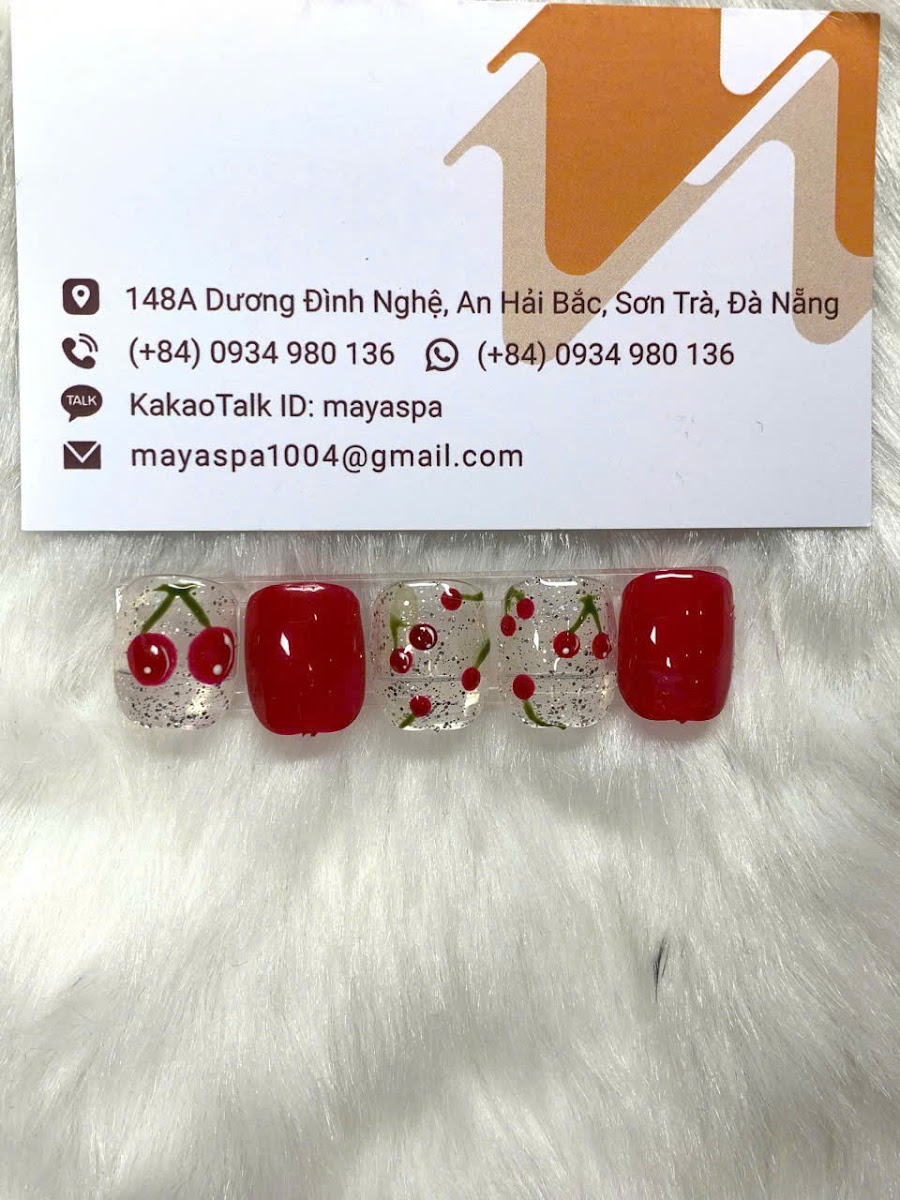 148A Dương Đình Nghệ, An Hải Bắc, Sơn Trà, Đà Nẵng
(+84) 0934 980 136 (+84) 0934 980 136
TALK KakaoTalk ID: mayaspa
mayaspa1004@gmail.com